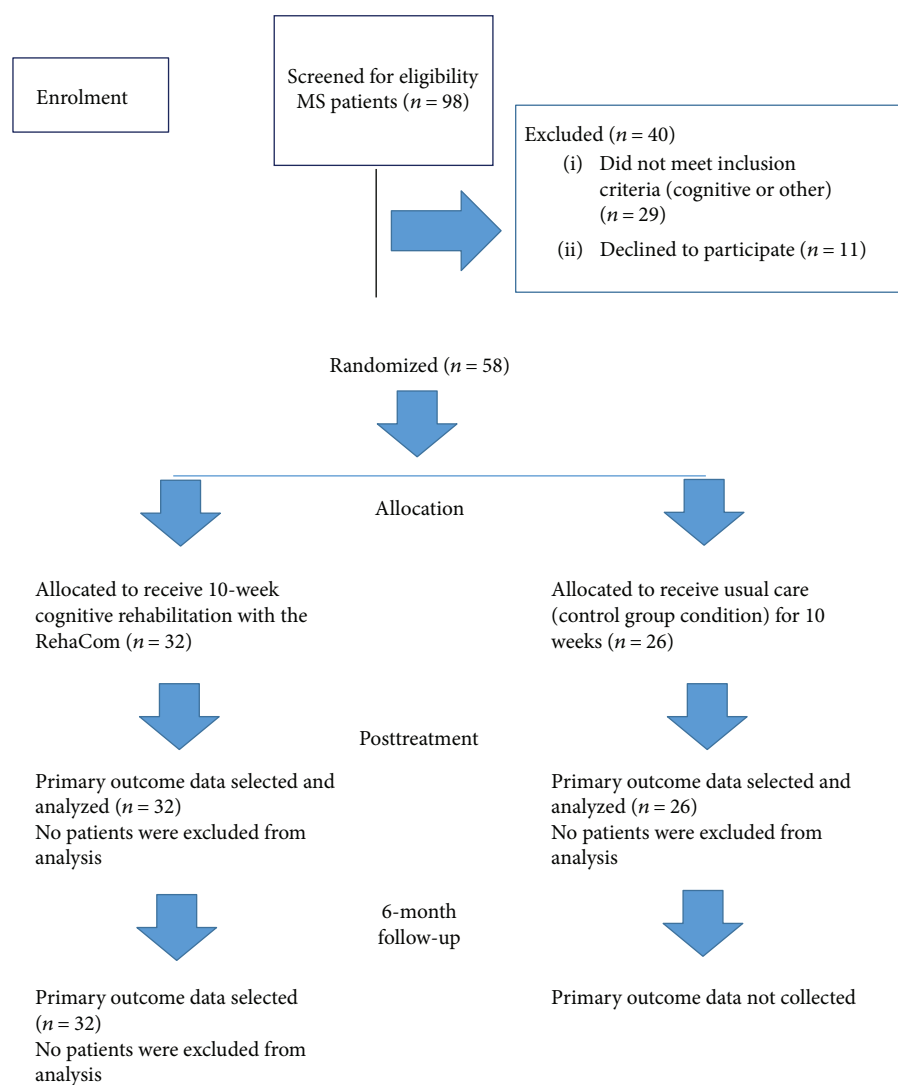 Enrolment
Screened for eligibility
MS patients (n = 98)
Excluded (n = 40)
(i) Did not meet inclusion
criteria (cognitive or other)
(n = 29)
(ii) Declined to participate (n = 11)
Randomized (n = 58)
Allocation
Allocated to receive 10-week
cognitive rehabilitation with the
RehaCom (n = 32)
Allocated to receive usual care
(control group condition) for 10
weeks (n = 26)
Posttreatment
Primary outcome data selected and
analyzed (n = 32)
No patients were excluded from
analysis
Primary outcome data selected and
analyzed (n = 26)
No patients were excluded from
analysis
6-month
follow-up
Primary outcome data selected
(n = 32)
No patients were excluded from
analysis
Primary outcome data not collected